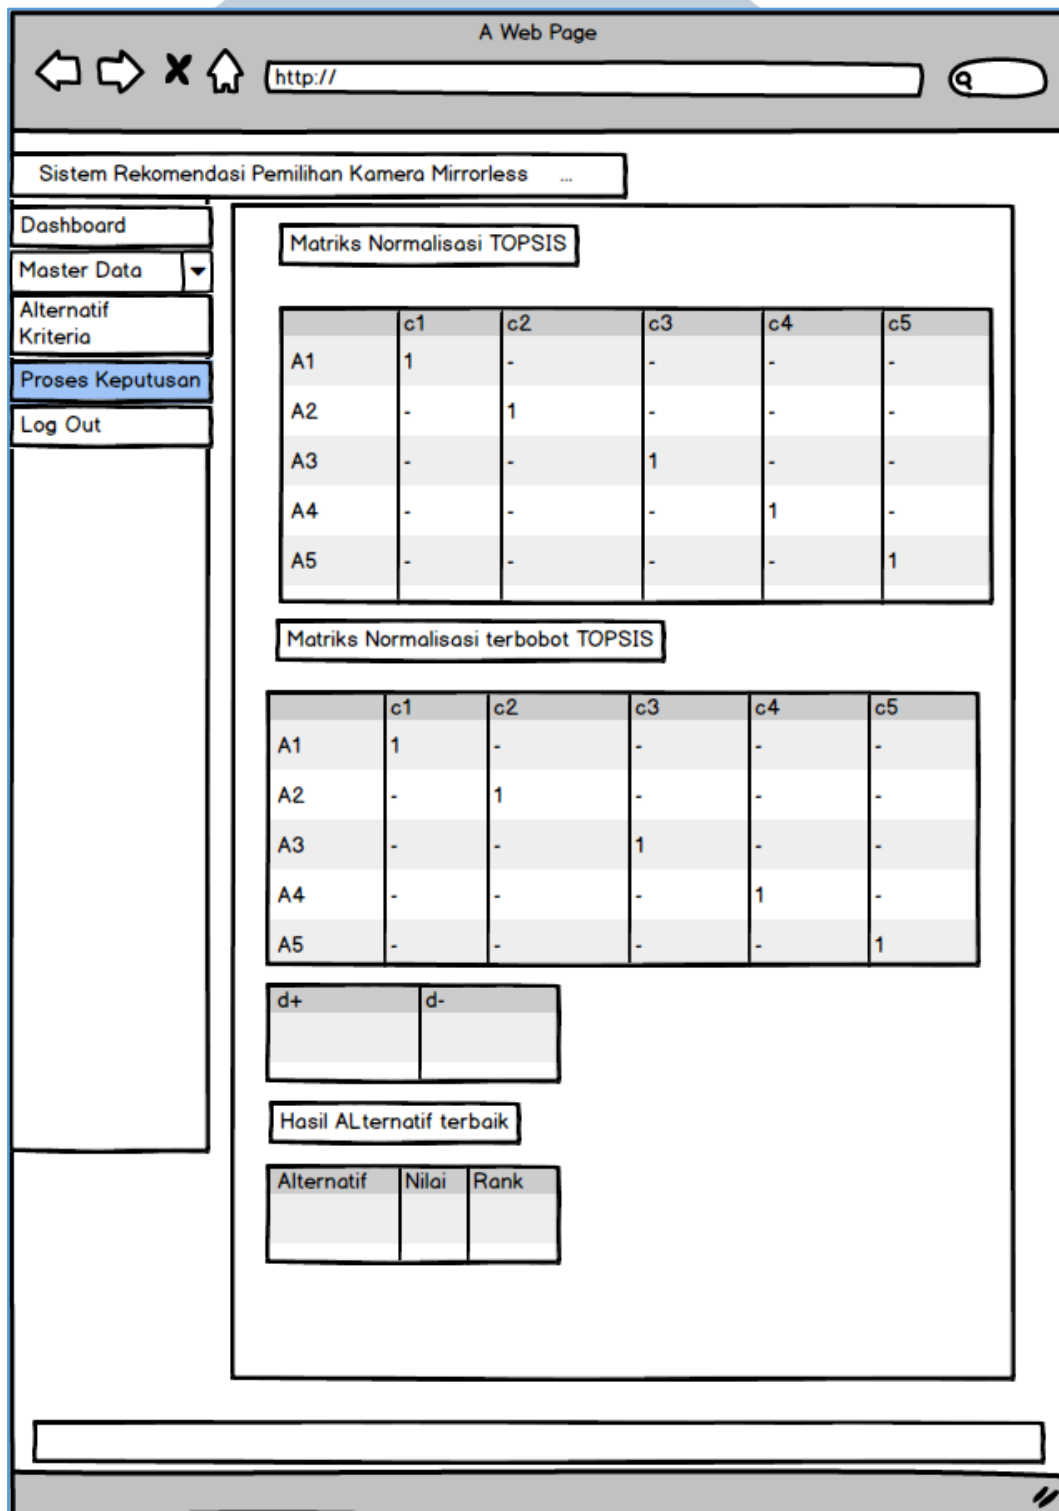 A Web Page
http://
Sistem Rekomendasi Pemilihan Kamera Mirrorless ...
Dashboard
Master Data
Alternatif
Kriteria
Proses Keputusan
Log Out
Matriks Normalisasi TOPSIS
c1 c2 c3 c4 c5
A1 1 - - - -
A2 - 1 - - -
A3 - - 1 - -
A4 - - - 1 -
A5 - - - - 1
Matriks Normalisasi terbobot TOPSIS
c1 c2 c3 c4 c5
A1 1 - - - -
A2 - 1 - - -
A3 - - 1 - -
A4 - - - 1 -
A5 - - - - 1
d+ d-
Hasil ALternatif terbaik
Alternatif Nilai Rank